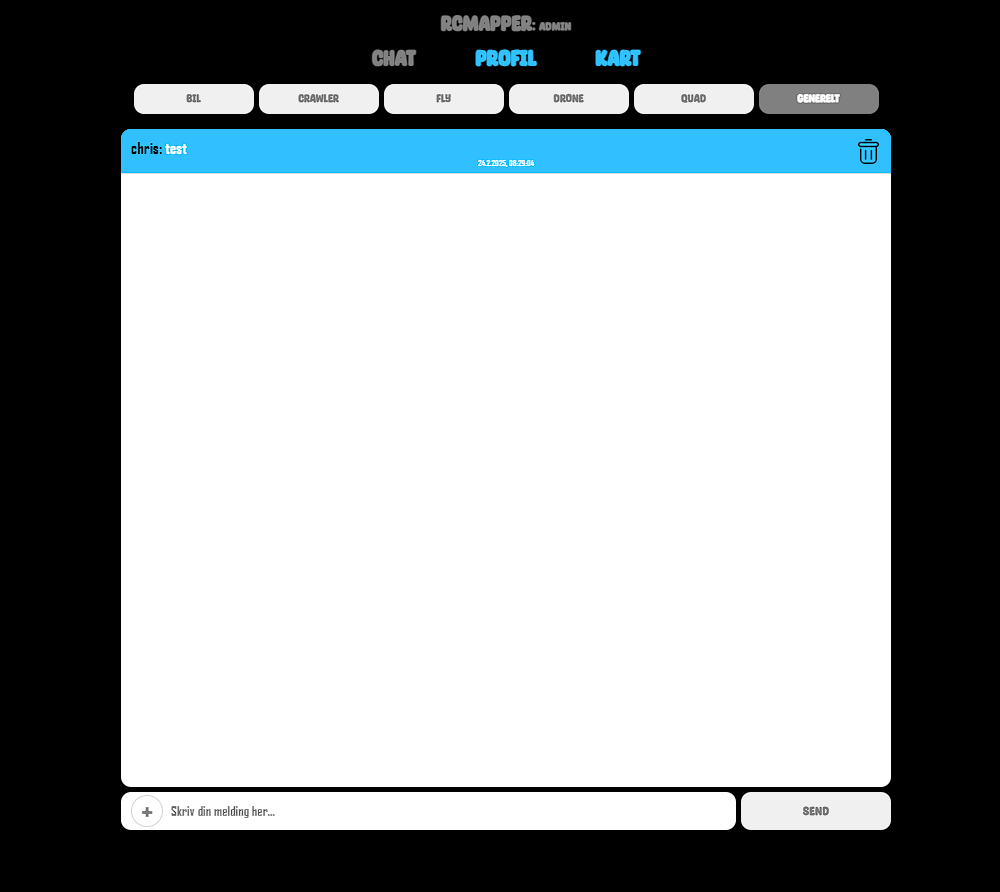 RCMAPPER: ADMIN
CHAT PROFIL KART
BIL CRAWLER FLY DRONE QUAD GENERELT
chris: test
24.2.2025, 08:29:04
+ Skriv din melding her... SEND